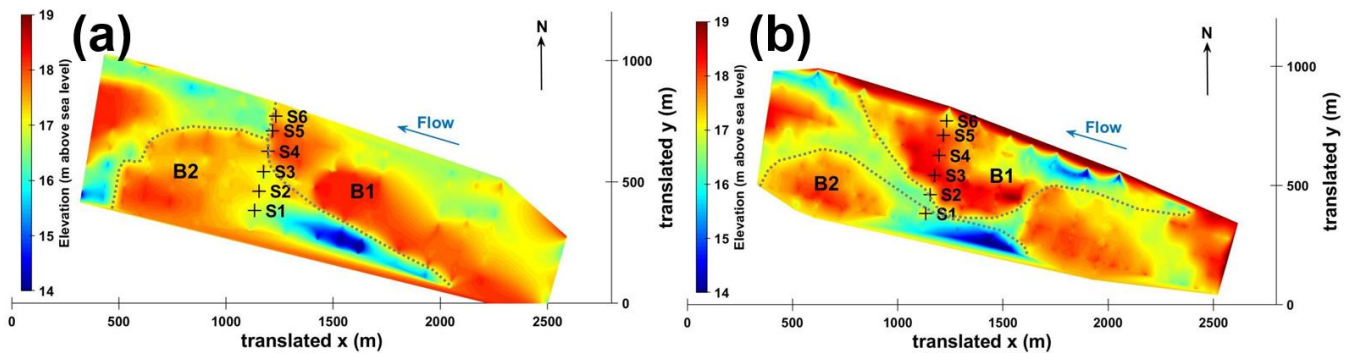 (a)
19
18
17
16
15
14
Elevation (m above sea level)
N
Flow
S6
S5
S4
S3
S2
S1
B2
B1
1000
500
0
translated y (m)
0
500
1000
1500
2000
2500
translated x (m)
(b)
19
18
17
16
15
14
Elevation (m above sea level)
N
Flow
S6
S5
S4
S3
S2
S1
B2
B1
1000
500
0
translated y (m)
500
1000
1500
2000
2500
translated x (m)